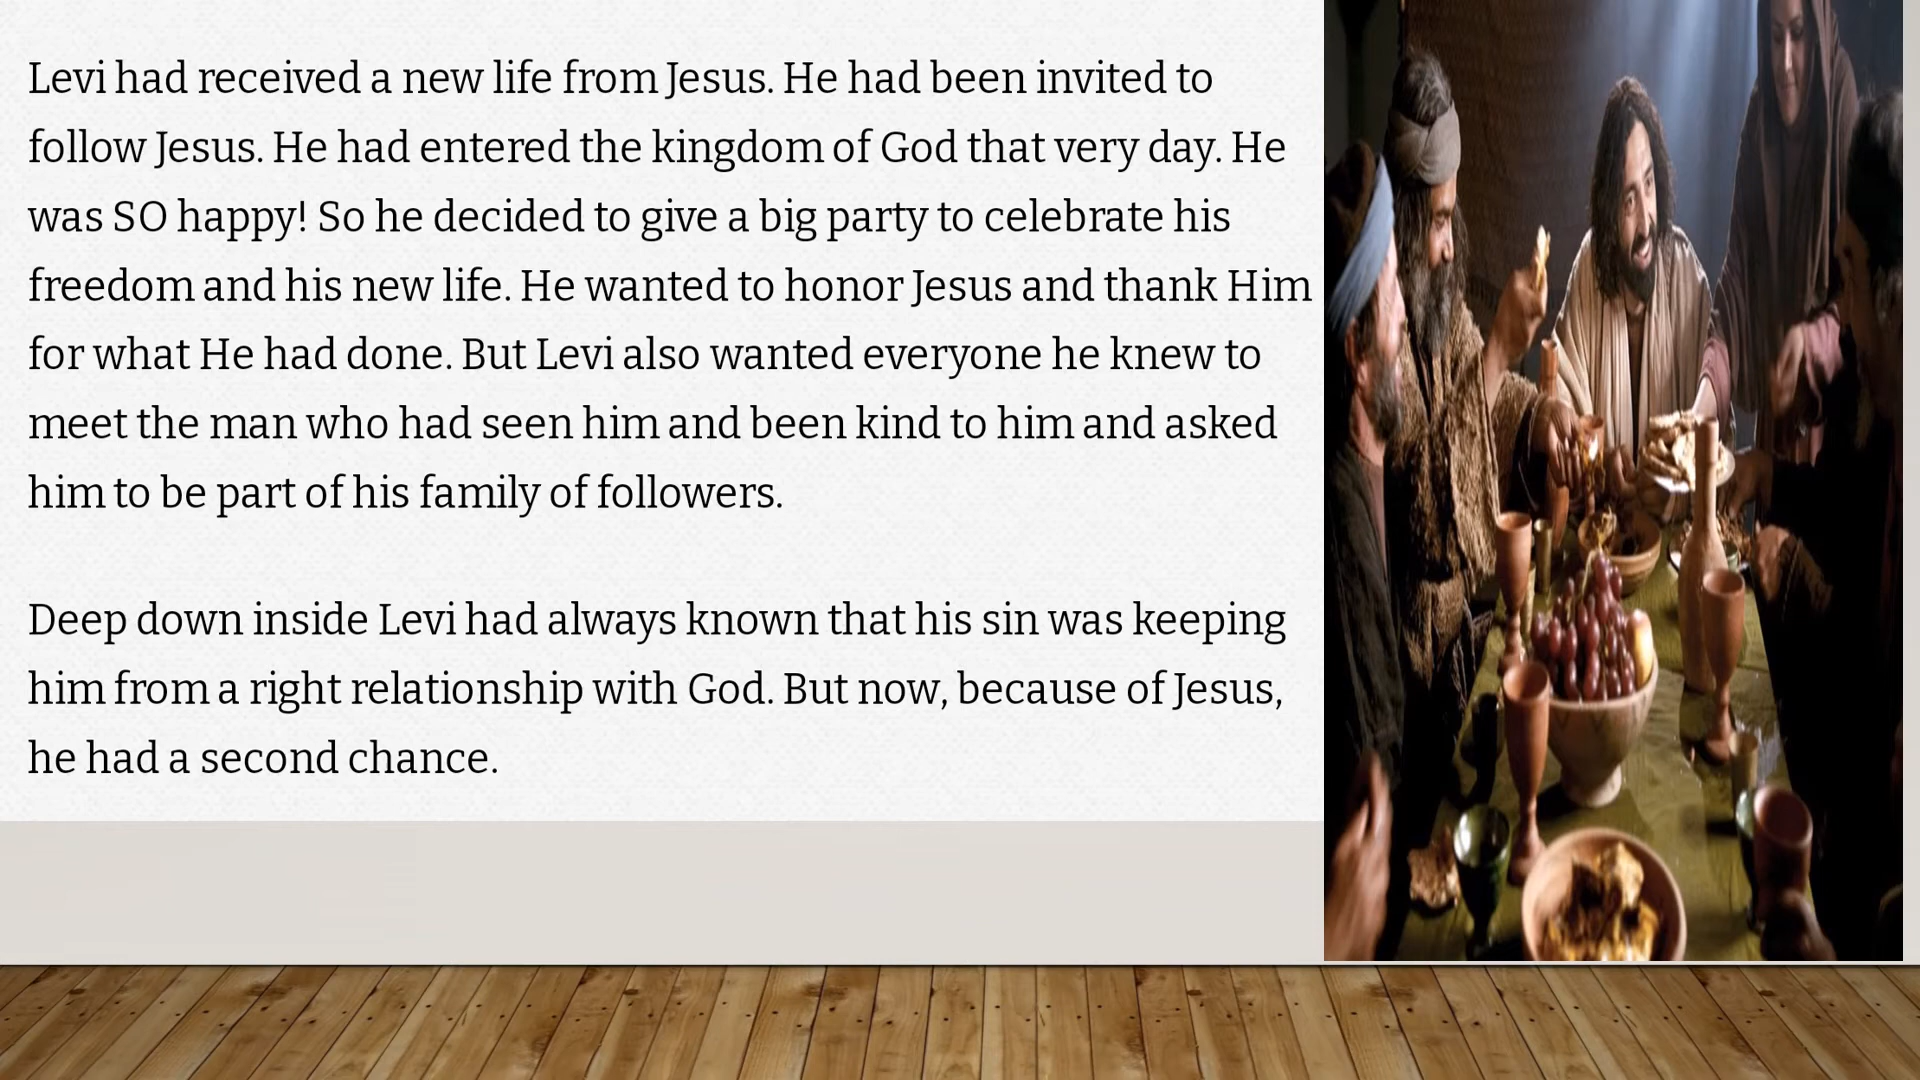 Levi had received a new life from Jesus. He had been invited to
follow Jesus. He had entered the kingdom of God that very day. He
was SO happy! So he decided to give a big party to celebrate his
freedom and his new life. He wanted to honor Jesus and thank Him
for what He had done. But Levi also wanted everyone he knew to
meet the man who had seen him and been kind to him and asked
him to be part of his family of followers.
Deep down inside Levi had always known that his sin was keeping
him from a right relationship with God. But now, because of Jesus,
he had a second chance.